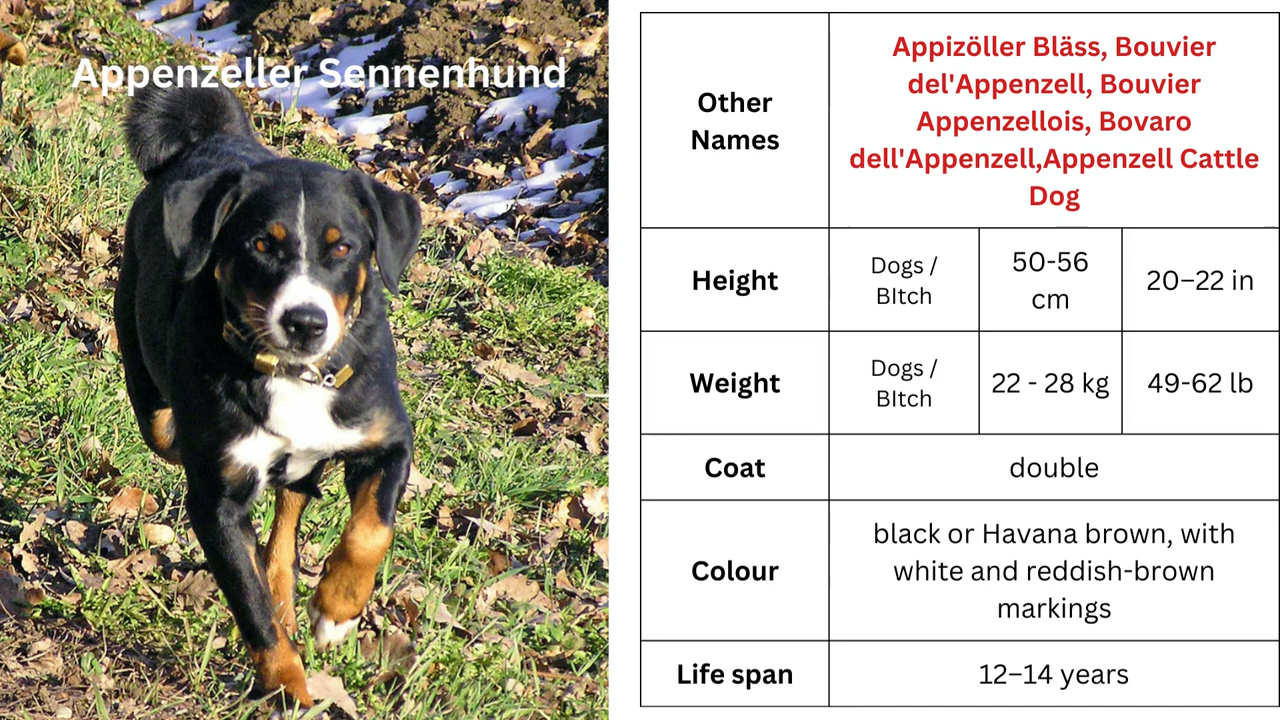 Appenzeller Sennenhund
Other
Names
Appizöller Bläss, Bouvier
del'Appenzell, Bouvier
Appenzellois, Bovaro
dell'Appenzell,Appenzell Cattle
Dog
Height
Dogs /
BItch
50-56
cm
20–22 in
Weight
Dogs /
BItch
22 - 28 kg
49-62 lb
Coat
double
Colour
black or Havana brown, with
white and reddish-brown
markings
Life span
12–14 years